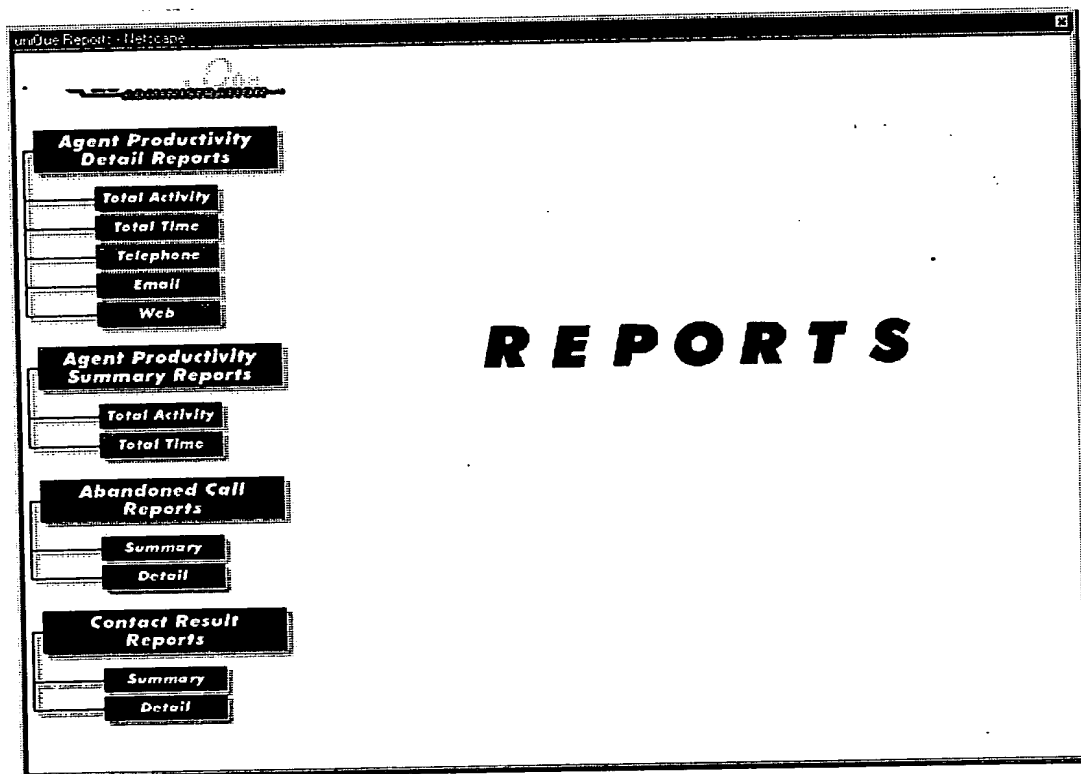 uniQue Reports - Netscape
Agent Productivity
Detail Reports
Total Activity
Total Time
Telephone
Email
Web
Agent Productivity
Summary Reports
Total Activity
Total Time
Abandoned Call
Reports
Summary
Detail
Contact Result
Reports
Summary
Detail
REPORTS